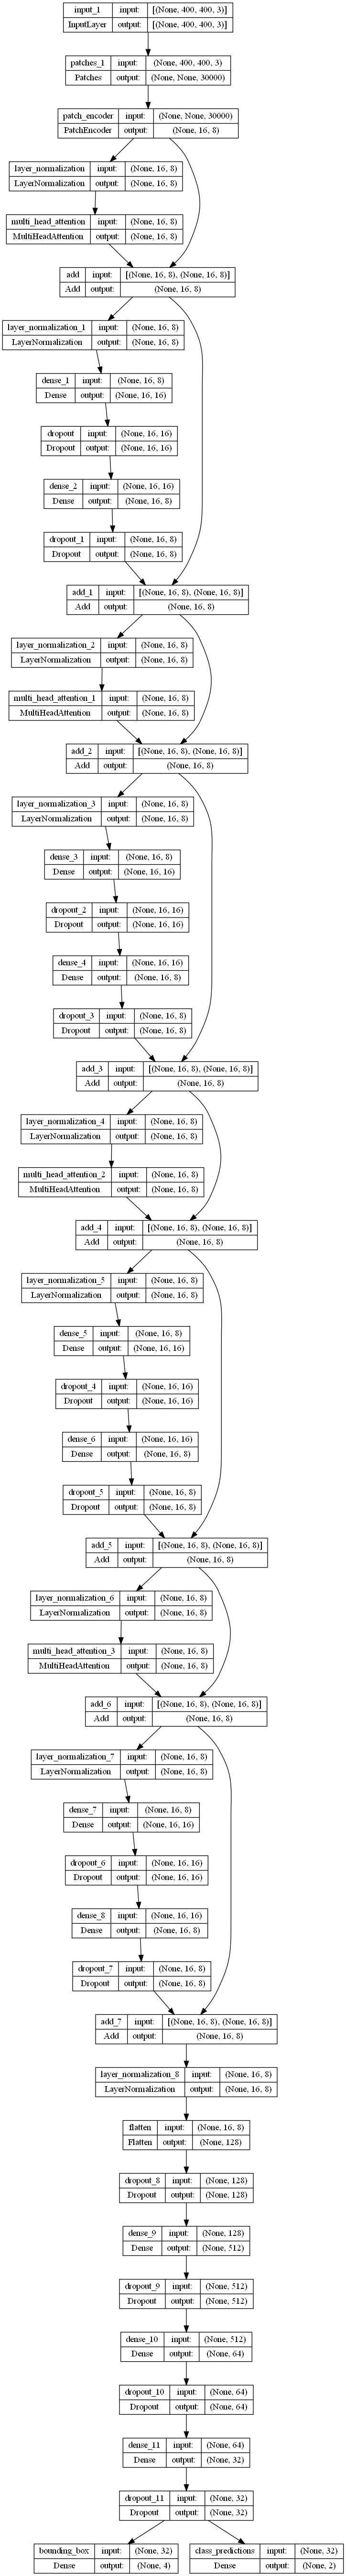 input_1 input: [(None, 400, 400, 3)]
InputLayer output: [(None, 400, 400, 3)]
patches_1 input: (None, 400, 400, 3)
Patches output: (None, None, 30000)
patch_encoder input: (None, None, 30000)
PatchEncoder output: (None, 16, 8)
layer_normalization input: (None, 16, 8)
LayerNormalization output: (None, 16, 8)
multi_head_attention input: (None, 16, 8)
MultiHeadAttention output: (None, 16, 8)
add input: [(None, 16, 8), (None, 16, 8)]
Add output: (None, 16, 8)
layer_normalization_1 input: (None, 16, 8)
LayerNormalization output: (None, 16, 8)
dense_1 input: (None, 16, 8)
Dense output: (None, 16, 16)
dropout input: (None, 16, 16)
Dropout output: (None, 16, 16)
dense_2 input: (None, 16, 16)
Dense output: (None, 16, 8)
dropout_1 input: (None, 16, 8)
Dropout output: (None, 16, 8)
add_1 input: [(None, 16, 8), (None, 16, 8)]
Add output: (None, 16, 8)
layer_normalization_2 input: (None, 16, 8)
LayerNormalization output: (None, 16, 8)
multi_head_attention_1 input: (None, 16, 8)
MultiHeadAttention output: (None, 16, 8)
add_2 input: [(None, 16, 8), (None, 16, 8)]
Add output: (None, 16, 8)
layer_normalization_3 input: (None, 16, 8)
LayerNormalization output: (None, 16, 8)
dense_3 input: (None, 16, 8)
Dense output: (None, 16, 16)
dropout_2 input: (None, 16, 16)
Dropout output: (None, 16, 16)
dense_4 input: (None, 16, 16)
Dense output: (None, 16, 8)
dropout_3 input: (None, 16, 8)
Dropout output: (None, 16, 8)
add_3 input: [(None, 16, 8), (None, 16, 8)]
Add output: (None, 16, 8)
layer_normalization_4 input: (None, 16, 8)
LayerNormalization output: (None, 16, 8)
multi_head_attention_2 input: (None, 16, 8)
MultiHeadAttention output: (None, 16, 8)
add_4 input: [(None, 16, 8), (None, 16, 8)]
Add output: (None, 16, 8)
layer_normalization_5 input: (None, 16, 8)
LayerNormalization output: (None, 16, 8)
dense_5 input: (None, 16, 8)
Dense output: (None, 16, 16)
dropout_4 input: (None, 16, 16)
Dropout output: (None, 16, 16)
dense_6 input: (None, 16, 16)
Dense output: (None, 16, 8)
dropout_5 input: (None, 16, 8)
Dropout output: (None, 16, 8)
add_5 input: [(None, 16, 8), (None, 16, 8)]
Add output: (None, 16, 8)
layer_normalization_6 input: (None, 16, 8)
LayerNormalization output: (None, 16, 8)
multi_head_attention_3 input: (None, 16, 8)
MultiHeadAttention output: (None, 16, 8)
add_6 input: [(None, 16, 8), (None, 16, 8)]
Add output: (None, 16, 8)
layer_normalization_7 input: (None, 16, 8)
LayerNormalization output: (None, 16, 8)
dense_7 input: (None, 16, 8)
Dense output: (None, 16, 16)
dropout_6 input: (None, 16, 16)
Dropout output: (None, 16, 16)
dense_8 input: (None, 16, 16)
Dense output: (None, 16, 8)
dropout_7 input: (None, 16, 8)
Dropout output: (None, 16, 8)
add_7 input: [(None, 16, 8), (None, 16, 8)]
Add output: (None, 16, 8)
layer_normalization_8 input: (None, 16, 8)
LayerNormalization output: (None, 16, 8)
flatten input: (None, 16, 8)
Flatten output: (None, 128)
dropout_8 input: (None, 128)
Dropout output: (None, 128)
dense_9 input: (None, 128)
Dense output: (None, 512)
dropout_9 input: (None, 512)
Dropout output: (None, 512)
dense_10 input: (None, 512)
Dense output: (None, 64)
dropout_10 input: (None, 64)
Dropout output: (None, 64)
dense_11 input: (None, 64)
Dense output: (None, 32)
dropout_11 input: (None, 32)
Dropout output: (None, 32)
bounding_box input: (None, 32)
Dense output: (None, 4)
class_predictions input: (None, 32)
Dense output: (None, 2)